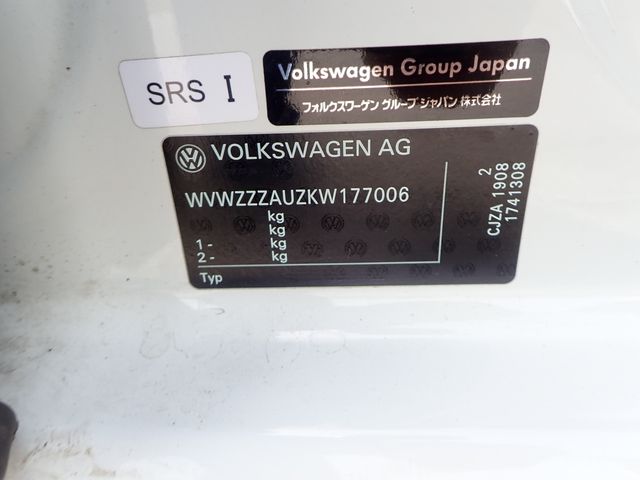 SRS I
Volkswagen Group Japan
フォルクスワーゲン グループ ジャパン 株式会社
VOLKSWAGEN AG
WVWZZZAUZKW177006
kg
kg
1 - kg
2 - kg
Typ
2
CJZA 1908
1741308